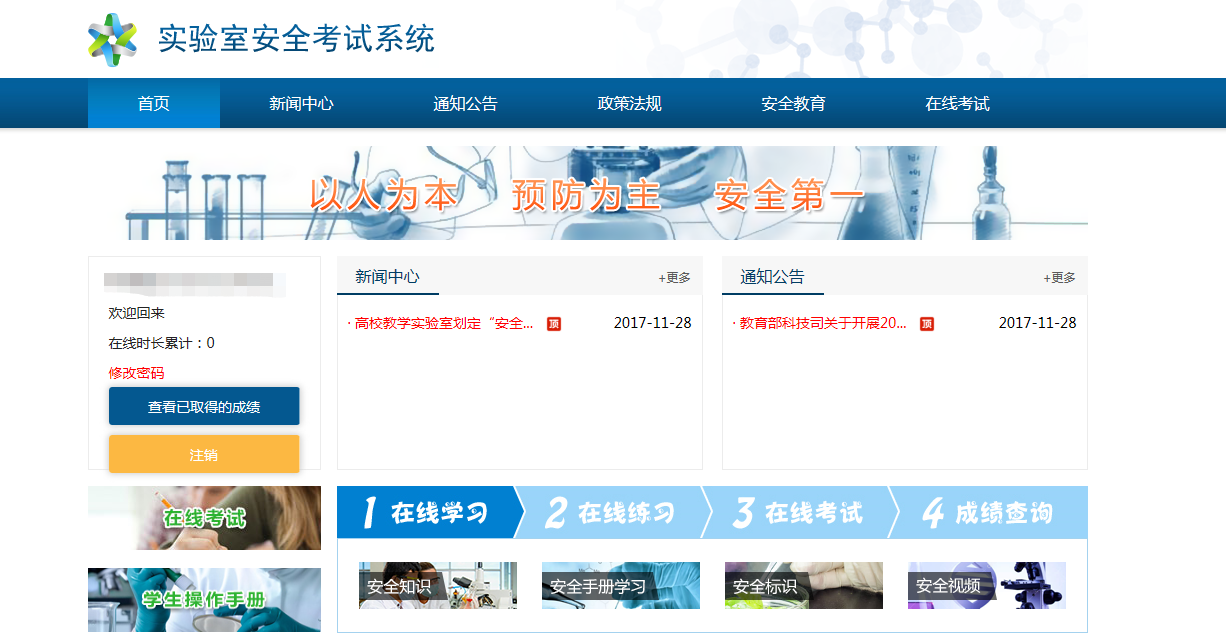 实验室安全考试系统
首页 新闻中心 通知公告 政策法规 安全教育 在线考试
以人为本 预防为主 安全第一
欢迎回来
在线时长累计：0
修改密码
查看已取得的成绩
注销
新闻中心 +更多
· 高校教学实验室划定“安全... 顶 2017-11-28
通知公告 +更多
· 教育部科技司关于开展20... 顶 2017-11-28
在线考试
学生操作手册
1 在线学习 2 在线练习 3 在线考试 4 成绩查询
安全知识 安全手册学习 安全标识 安全视频